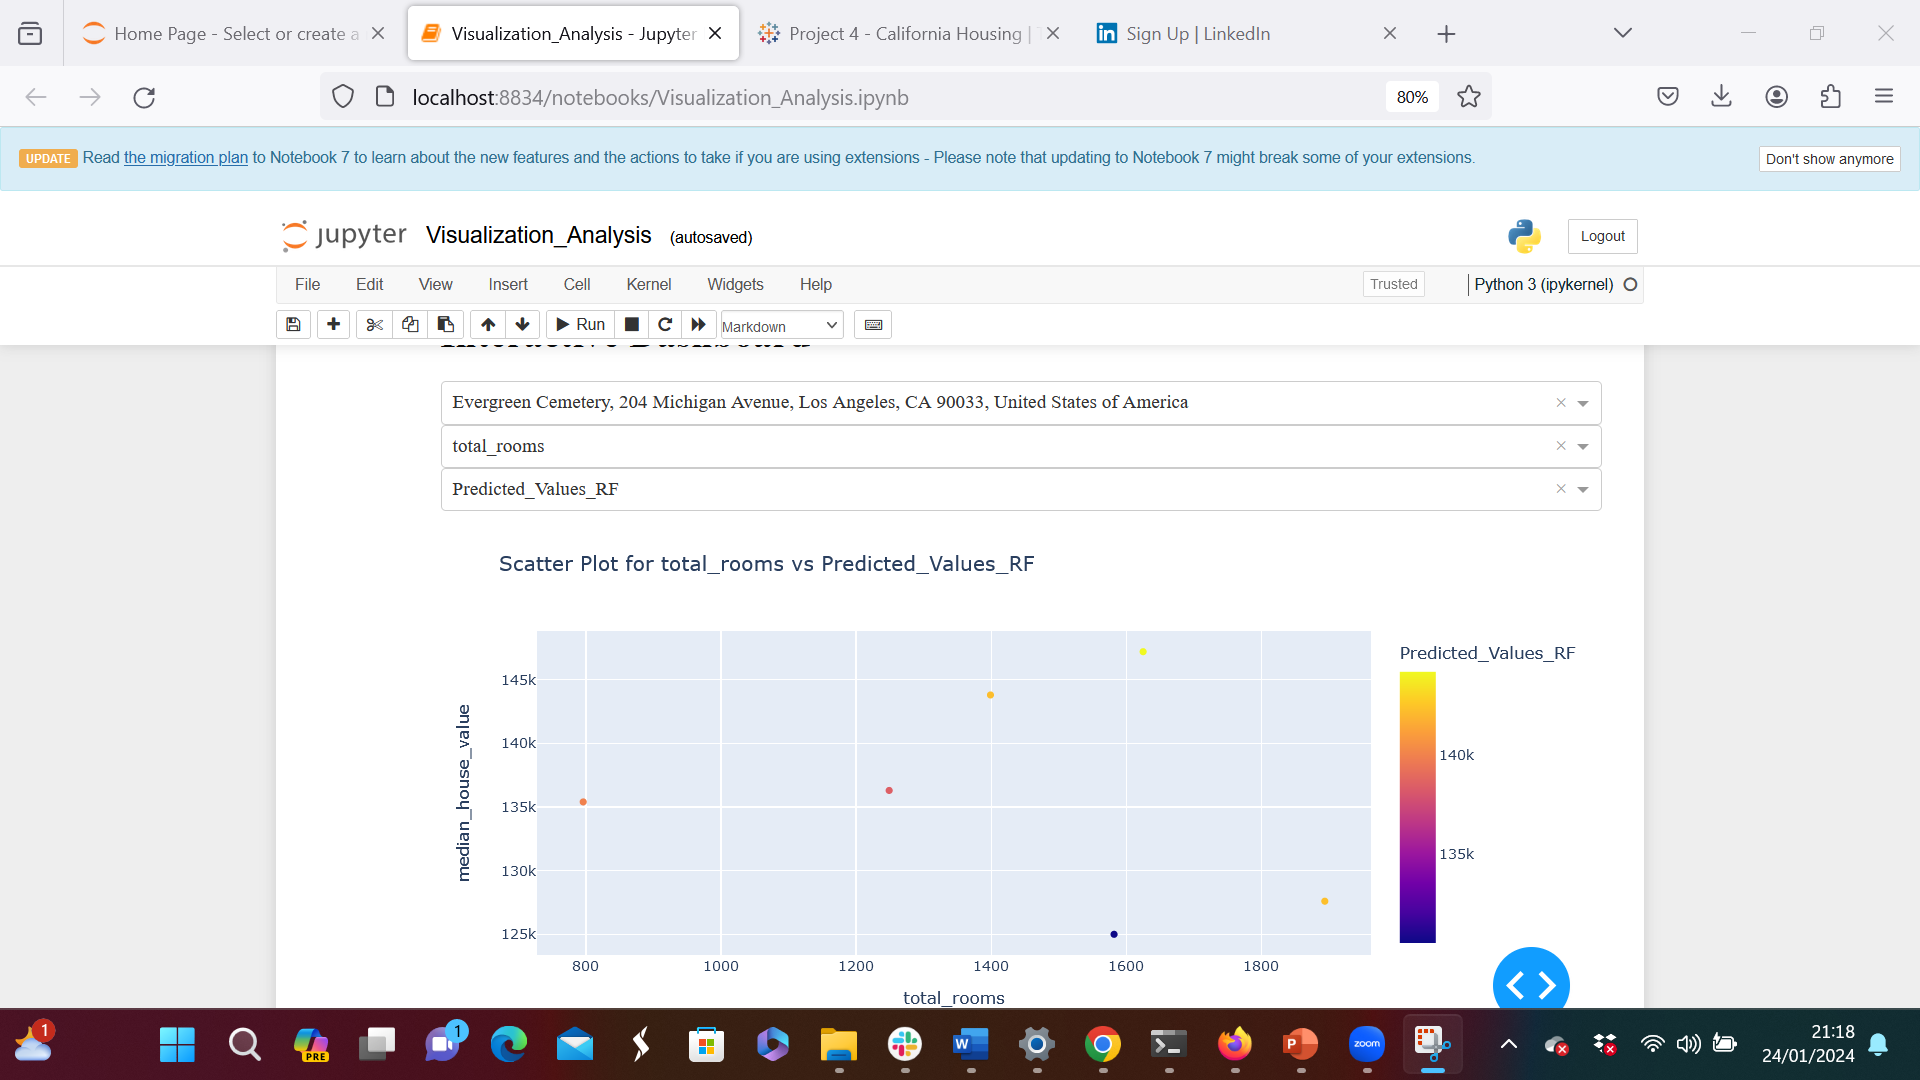 Home Page - Select or create a
Visualization_Analysis - Jupyter
Project 4 - California Housing |
Sign Up | LinkedIn
localhost:8834/notebooks/Visualization_Analysis.ipynb
80%
UPDATE Read the migration plan to Notebook 7 to learn about the new features and the actions to take if you are using extensions - Please note that updating to Notebook 7 might break some of your extensions.
Don't show anymore
jupyter Visualization_Analysis (autosaved)
Logout
File Edit View Insert Cell Kernel Widgets Help
Trusted
Python 3 (ipykernel)
Run
Markdown
Interactive Dashboard
Evergreen Cemetery, 204 Michigan Avenue, Los Angeles, CA 90033, United States of America
total_rooms
Predicted_Values_RF
Scatter Plot for total_rooms vs Predicted_Values_RF
median_house_value
145k
140k
135k
130k
125k
800 1000 1200 1400 1600 1800
total_rooms
Predicted_Values_RF
140k
135k
1
PRE
1
W
P
zoom
21:18
24/01/2024